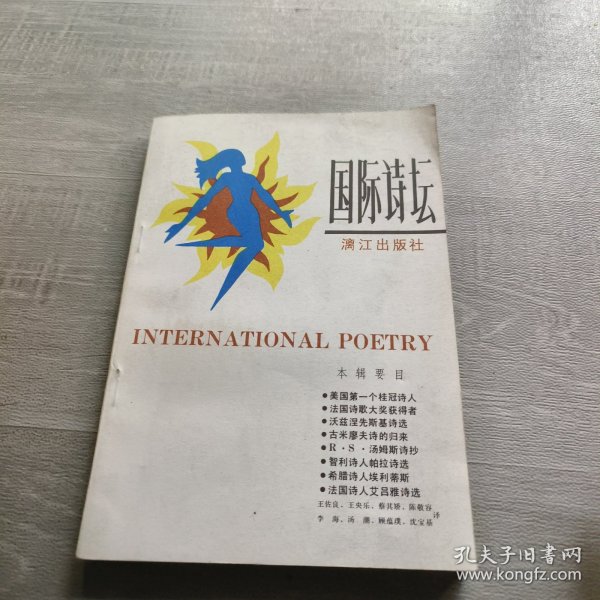 国际诗坛
漓江出版社
INTERNATIONAL POETRY
本辑要目
●美国第一个桂冠诗人
●法国诗歌大奖获得者
●沃兹涅先斯基诗选
●古米廖夫诗的归来
●R·S·汤姆斯诗抄
●智利诗人帕拉诗选
●希腊诗人埃利蒂斯
●法国诗人艾吕雅诗选
王佐良、王央乐、蔡其矫、陈敬容
李海、汤潮、顾蕴璞、沈宝基
译
孔夫子旧书网
www.kongfz.com